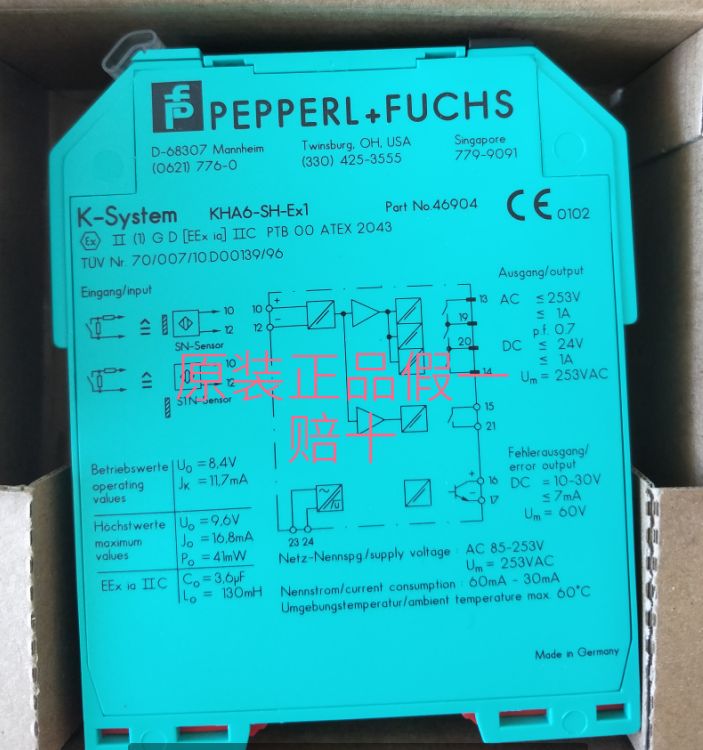 PEPPERL+FUCHS
D-68307 Mannheim
(0621) 776-0
Twinsburg, OH, USA
(330) 425-3555
Singapore
779-9091
K-System KHA6-SH-Ex1 Part No.46904 CE 0102
Ex II (1) G D [EEx ia] IIC PTB 00 ATEX 2043
TÜV Nr. 70/007/10D00139/96
Eingang/input
10
12
SN-Sensor
10
12
S1N-Sensor
10 +
12 -
13
19
20
14
15
21
+ 16
- 17
~
/u
23 24
Ausgang/output
AC ≤ 253V
≤ 1A
p.f. 0.7
DC ≤ 24V
≤ 1A
Um = 253VAC
原装正品假一
赔十
Fehlerausgang/
error output
DC = 10-30V
≤ 7mA
Um = 60V
Betriebswerte
operating
values
U₀ = 8,4V
JK = 11,7mA
Höchstwerte
maximum
values
U₀ = 9,6V
J₀ = 16,8mA
P₀ = 41mW
EEx ia IIC
C₀ = 3,6µF
L₀ = 130mH
Netz-Nennspg./supply voltage : AC 85-253V
Um = 253VAC
Nennstrom/current consumption : 60mA - 30mA
Umgebungstemperatur/ambient temperature max. 60°C
Made in Germany